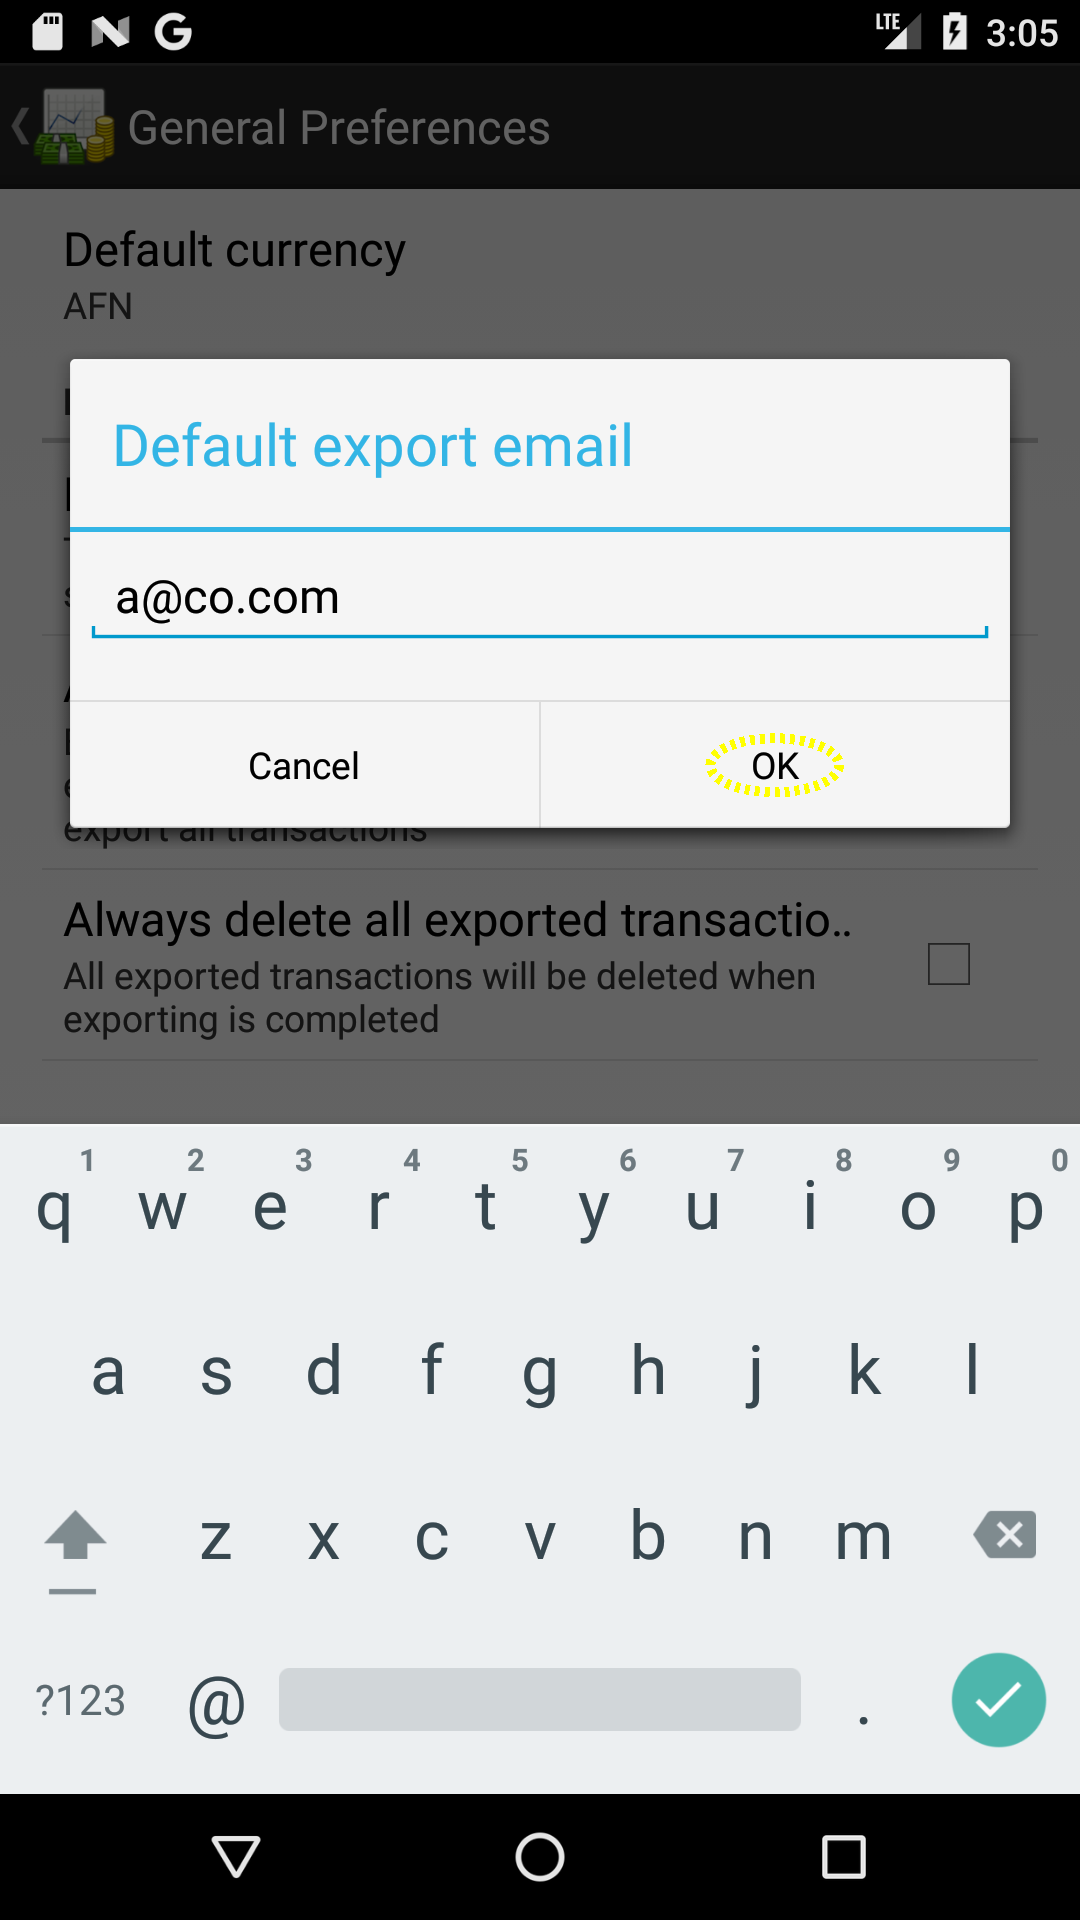 LTE 3:05
General Preferences
Default currency
AFN
Default export email
a@co.com
Cancel OK
export all transactions
Always delete all exported transactio..
All exported transactions will be deleted when
exporting is completed
1 2 3 4 5 6 7 8 9 0
q w e r t y u i o p
a s d f g h j k l
z x c v b n m
?123 @ .